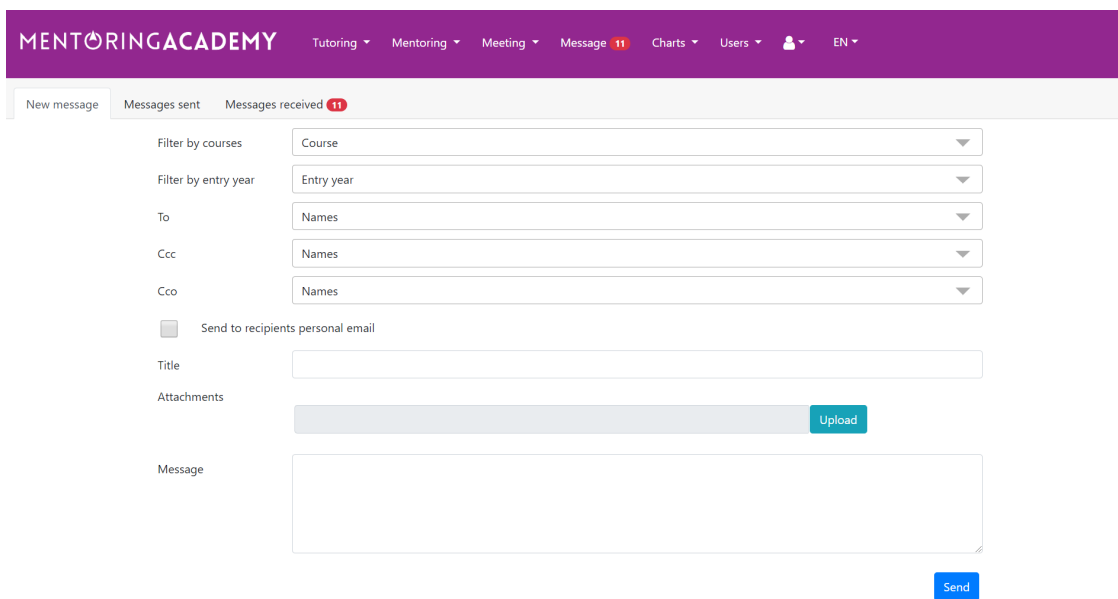 MENTORINGACADEMY Tutoring Mentoring Meeting Message 11 Charts Users EN
New message Messages sent Messages received 11
Filter by courses Course
Filter by entry year Entry year
To Names
Ccc Names
Cco Names
Send to recipients personal email
Title
Attachments
Upload
Message
Send